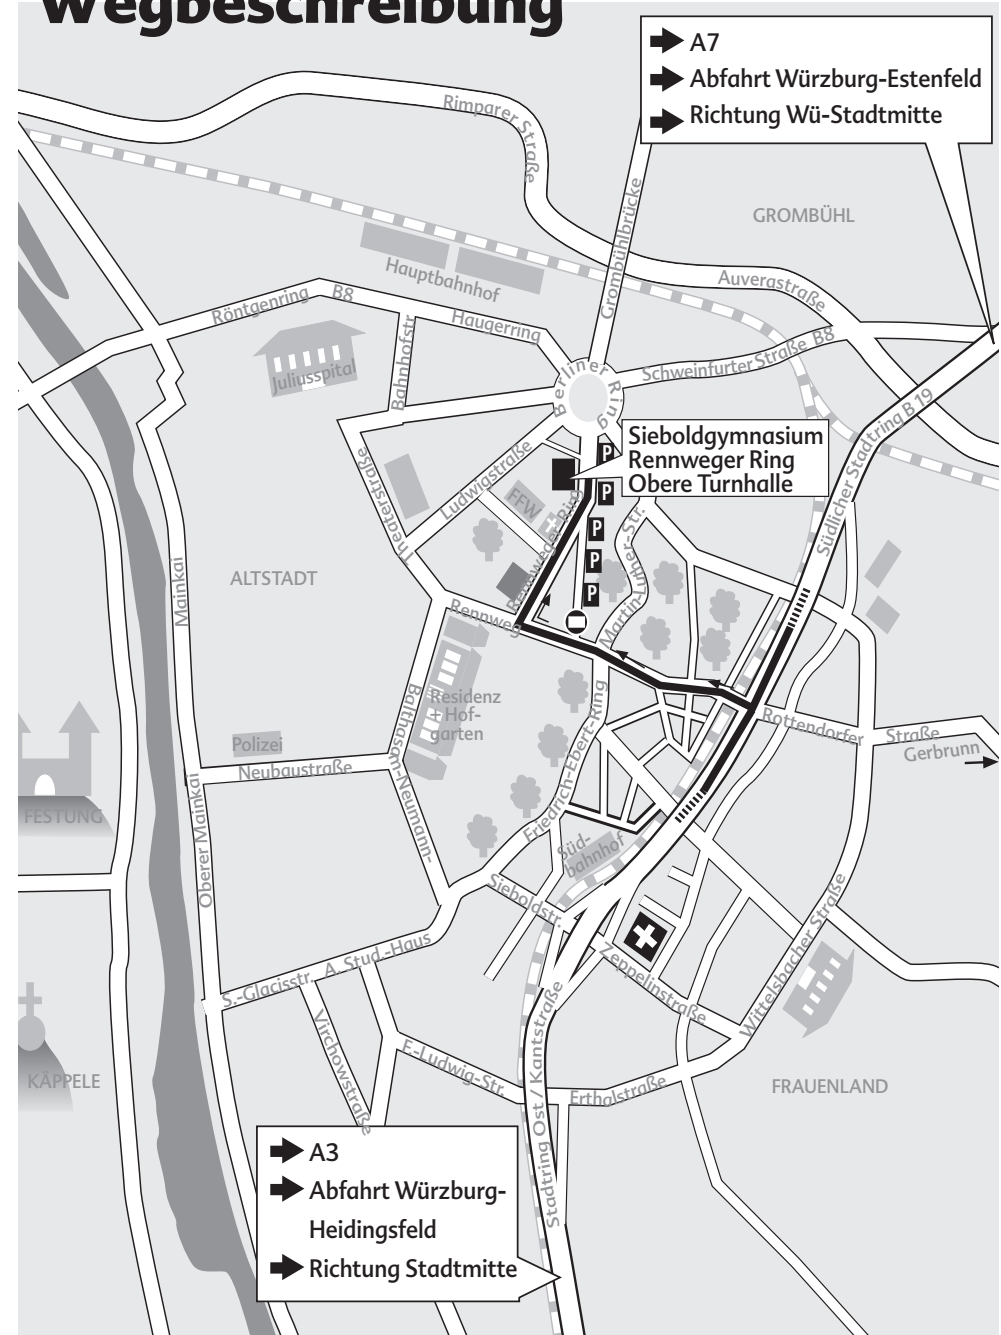 Wegbeschreibung
A7
Abfahrt Würzburg-Estenfeld
Richtung Wü-Stadtmitte
Rimparer Straße
GROMBÜHL
Grombühlbrücke
Hauptbahnhof
Auverastraße
Röntgenring
B8
Haugerring
Schweinfurter Straße B8
Juliusspital
Bahnhofstr.
Berliner Ring
Südlicher Stadtring B 19
Sieboldgymnasium
Rennweger Ring
Obere Turnhalle
P
P
P
P
P
Theaterstraße
Ludwigstraße
FFW
Rennweger Ring
Martin-Luther-Str.
ALTSTADT
Mainkai
Rennweg
Residenz
+ Hof-
garten
Balthasar-Neumann-
Friedrich-Ebert-Ring
Rottendorfer
Straße
Gerbrunn
Polizei
Neubaustraße
FESTUNG
Oberer Mainkai
Süd-
bahnhof
Sieboldstr.
Zeppelinstraße
Wittelsbacher Straße
S.-Glacisstr.
A. Stud.-Haus
Virchowstraße
E.-Ludwig-Str.
Erthalstraße
Stadtring Ost / Kantstraße
KÄPPELE
FRAUENLAND
A3
Abfahrt Würzburg-
Heidingsfeld
Richtung Stadtmitte